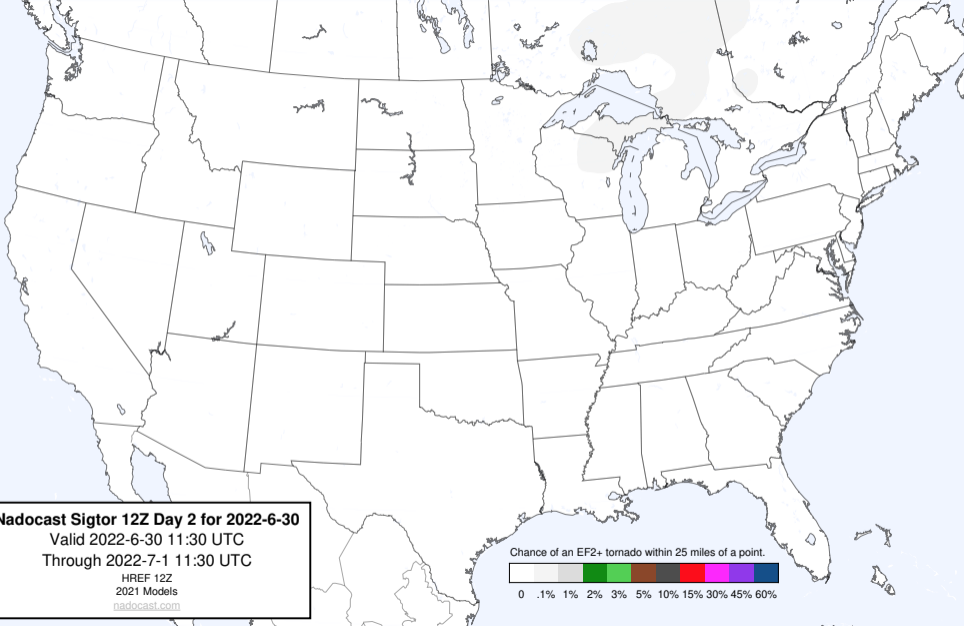 Nadocast Sigtor 12Z Day 2 for 2022-6-30
Valid 2022-6-30 11:30 UTC
Through 2022-7-1 11:30 UTC
HREF 12Z
2021 Models
nadocast.com
Chance of an EF2+ tornado within 25 miles of a point.
0 .1% 1% 2% 3% 5% 10% 15% 30% 45% 60%